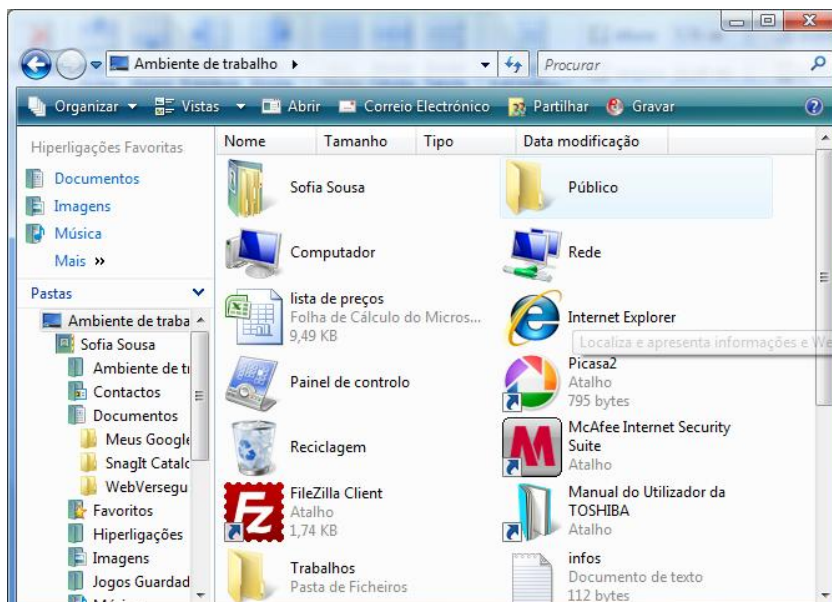 Ambiente de trabalho
Procurar
Organizar Vistas Abrir Correio Electrónico Partilhar Gravar
Hiperligações Favoritas
Documentos
Imagens
Música
Mais »
Pastas
Ambiente de traba
Sofia Sousa
Ambiente de t
Contactos
Documentos
Meus Google
SnagIt Catalo
WebVersegu
Favoritos
Hiperligações
Imagens
Jogos Guardad
Nome Tamanho Tipo Data modificação
Sofia Sousa
Público
Computador
Rede
lista de preços
Folha de Cálculo do Micros...
9,49 KB
Internet Explorer
Localiza e apresenta informações e We
Painel de controlo
Picasa2
Atalho
795 bytes
Reciclagem
McAfee Internet Security
Suite
Atalho
FileZilla Client
Atalho
1,74 KB
Manual do Utilizador da
TOSHIBA
Atalho
Trabalhos
Pasta de Ficheiros
infos
Documento de texto
112 bytes